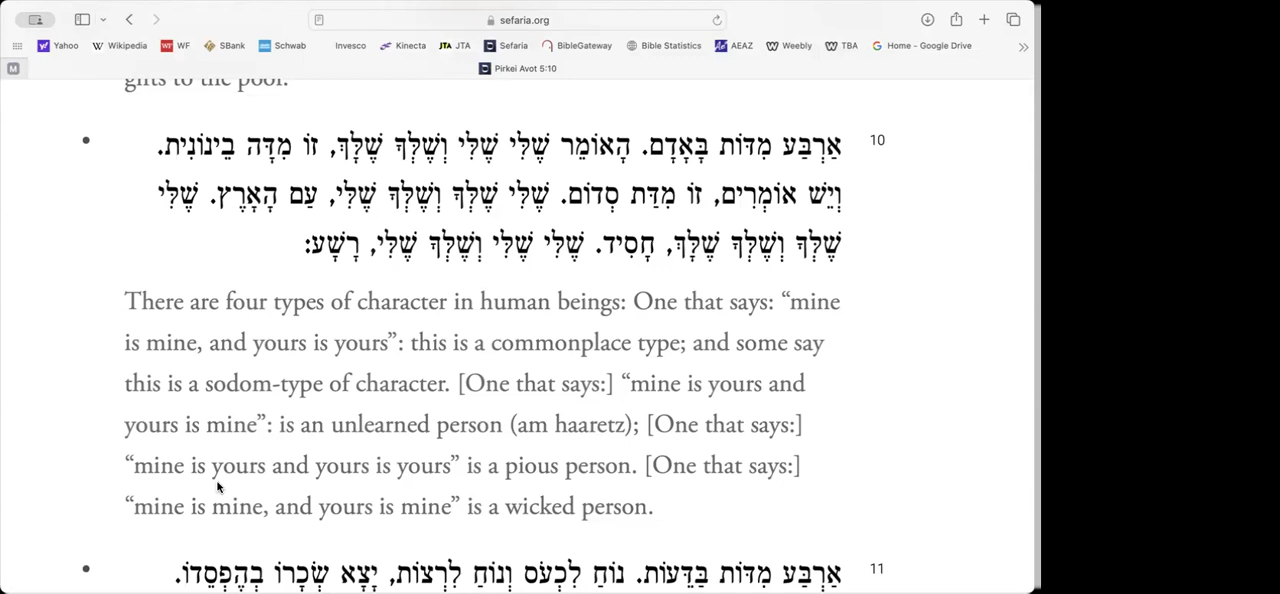 sefaria.org
Yahoo Wikipedia WF SBank Schwab Invesco Kinecta JTA JTA Sefaria BibleGateway Bible Statistics AEAZ Weebly TBA Home - Google Drive
M Pirkei Avot 5:10
gifts to the poor.
10
אַרְבַּע מִדּוֹת בָּאָדָם. הָאוֹמֵר שֶׁלִּי שֶׁלִּי וְשֶׁלְּךָ שֶׁלָּךְ, זוֹ מִדָּה בֵינוֹנִית.
וְיֵשׁ אוֹמְרִים, זוֹ מִדַּת סְדוֹם. שֶׁלִּי שֶׁלְּךָ וְשֶׁלְּךָ שֶׁלִּי, עַם הָאָרֶץ. שֶׁלִּי
שֶׁלְּךָ וְשֶׁלְּךָ שֶׁלָּךְ, חָסִיד. שֶׁלִּי שֶׁלִּי וְשֶׁלְּךָ שֶׁלִּי, רָשָׁע:
There are four types of character in human beings: One that says: “mine
is mine, and yours is yours”: this is a commonplace type; and some say
this is a sodom-type of character. [One that says:] “mine is yours and
yours is mine”: is an unlearned person (am haaretz); [One that says:]
“mine is yours and yours is yours” is a pious person. [One that says:]
“mine is mine, and yours is mine” is a wicked person.
11
אַרְבַּע מִדּוֹת בַּדֵּעוֹת. נוֹחַ לִכְעֹס וְנוֹחַ לִרְצוֹת, יָצָא שְׂכָרוֹ בְהֶפְסֵדוֹ.